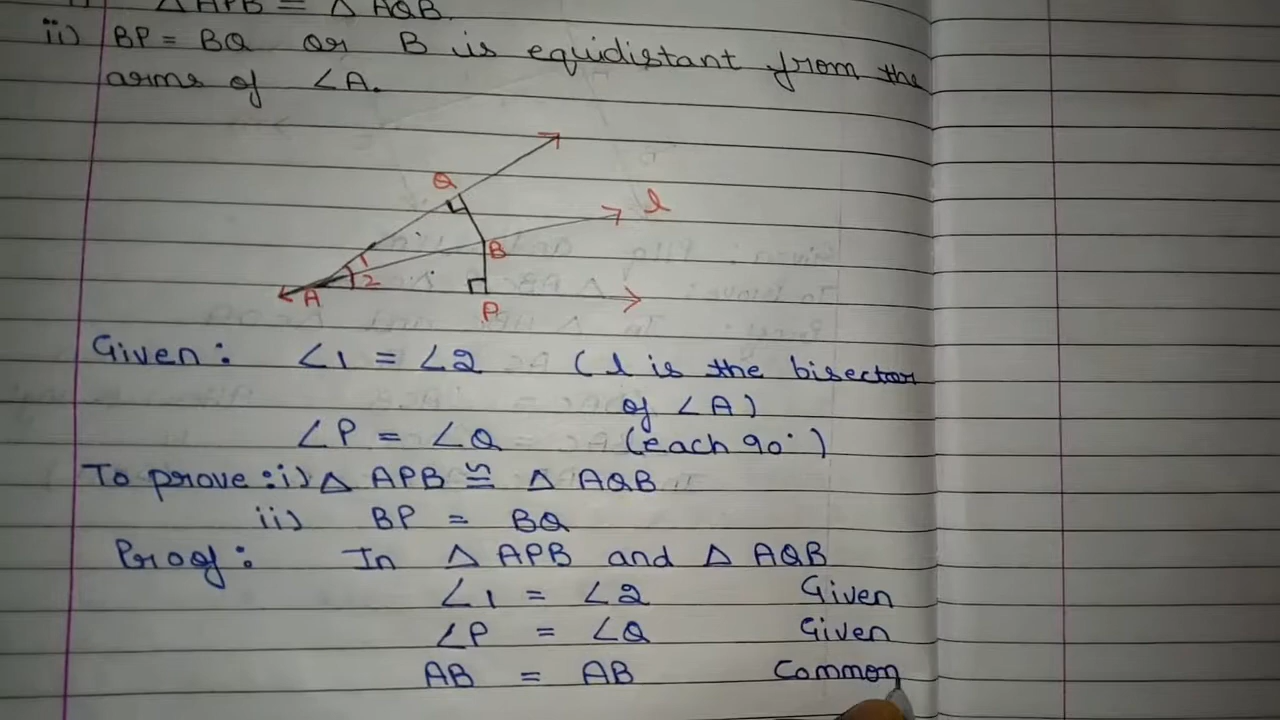 △ APB ≅ △ AQB.
ii) BP = BQ or B is equidistant from the
arms of ∠A.
Q
l
1
B
2
A
P
Given: ∠1 = ∠2 (l is the bisector
of ∠A)
∠P = ∠Q (each 90°)
To prove: i) △ APB ≅ △ AQB
ii) BP = BQ
Proof: In △ APB and △ AQB
∠1 = ∠2 Given
∠P = ∠Q Given
AB = AB Common